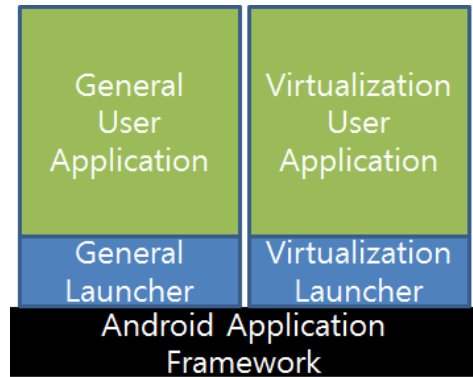 General
User
Application
Virtualization
User
Application
General
Launcher
Virtualization
Launcher
Android Application
Framework